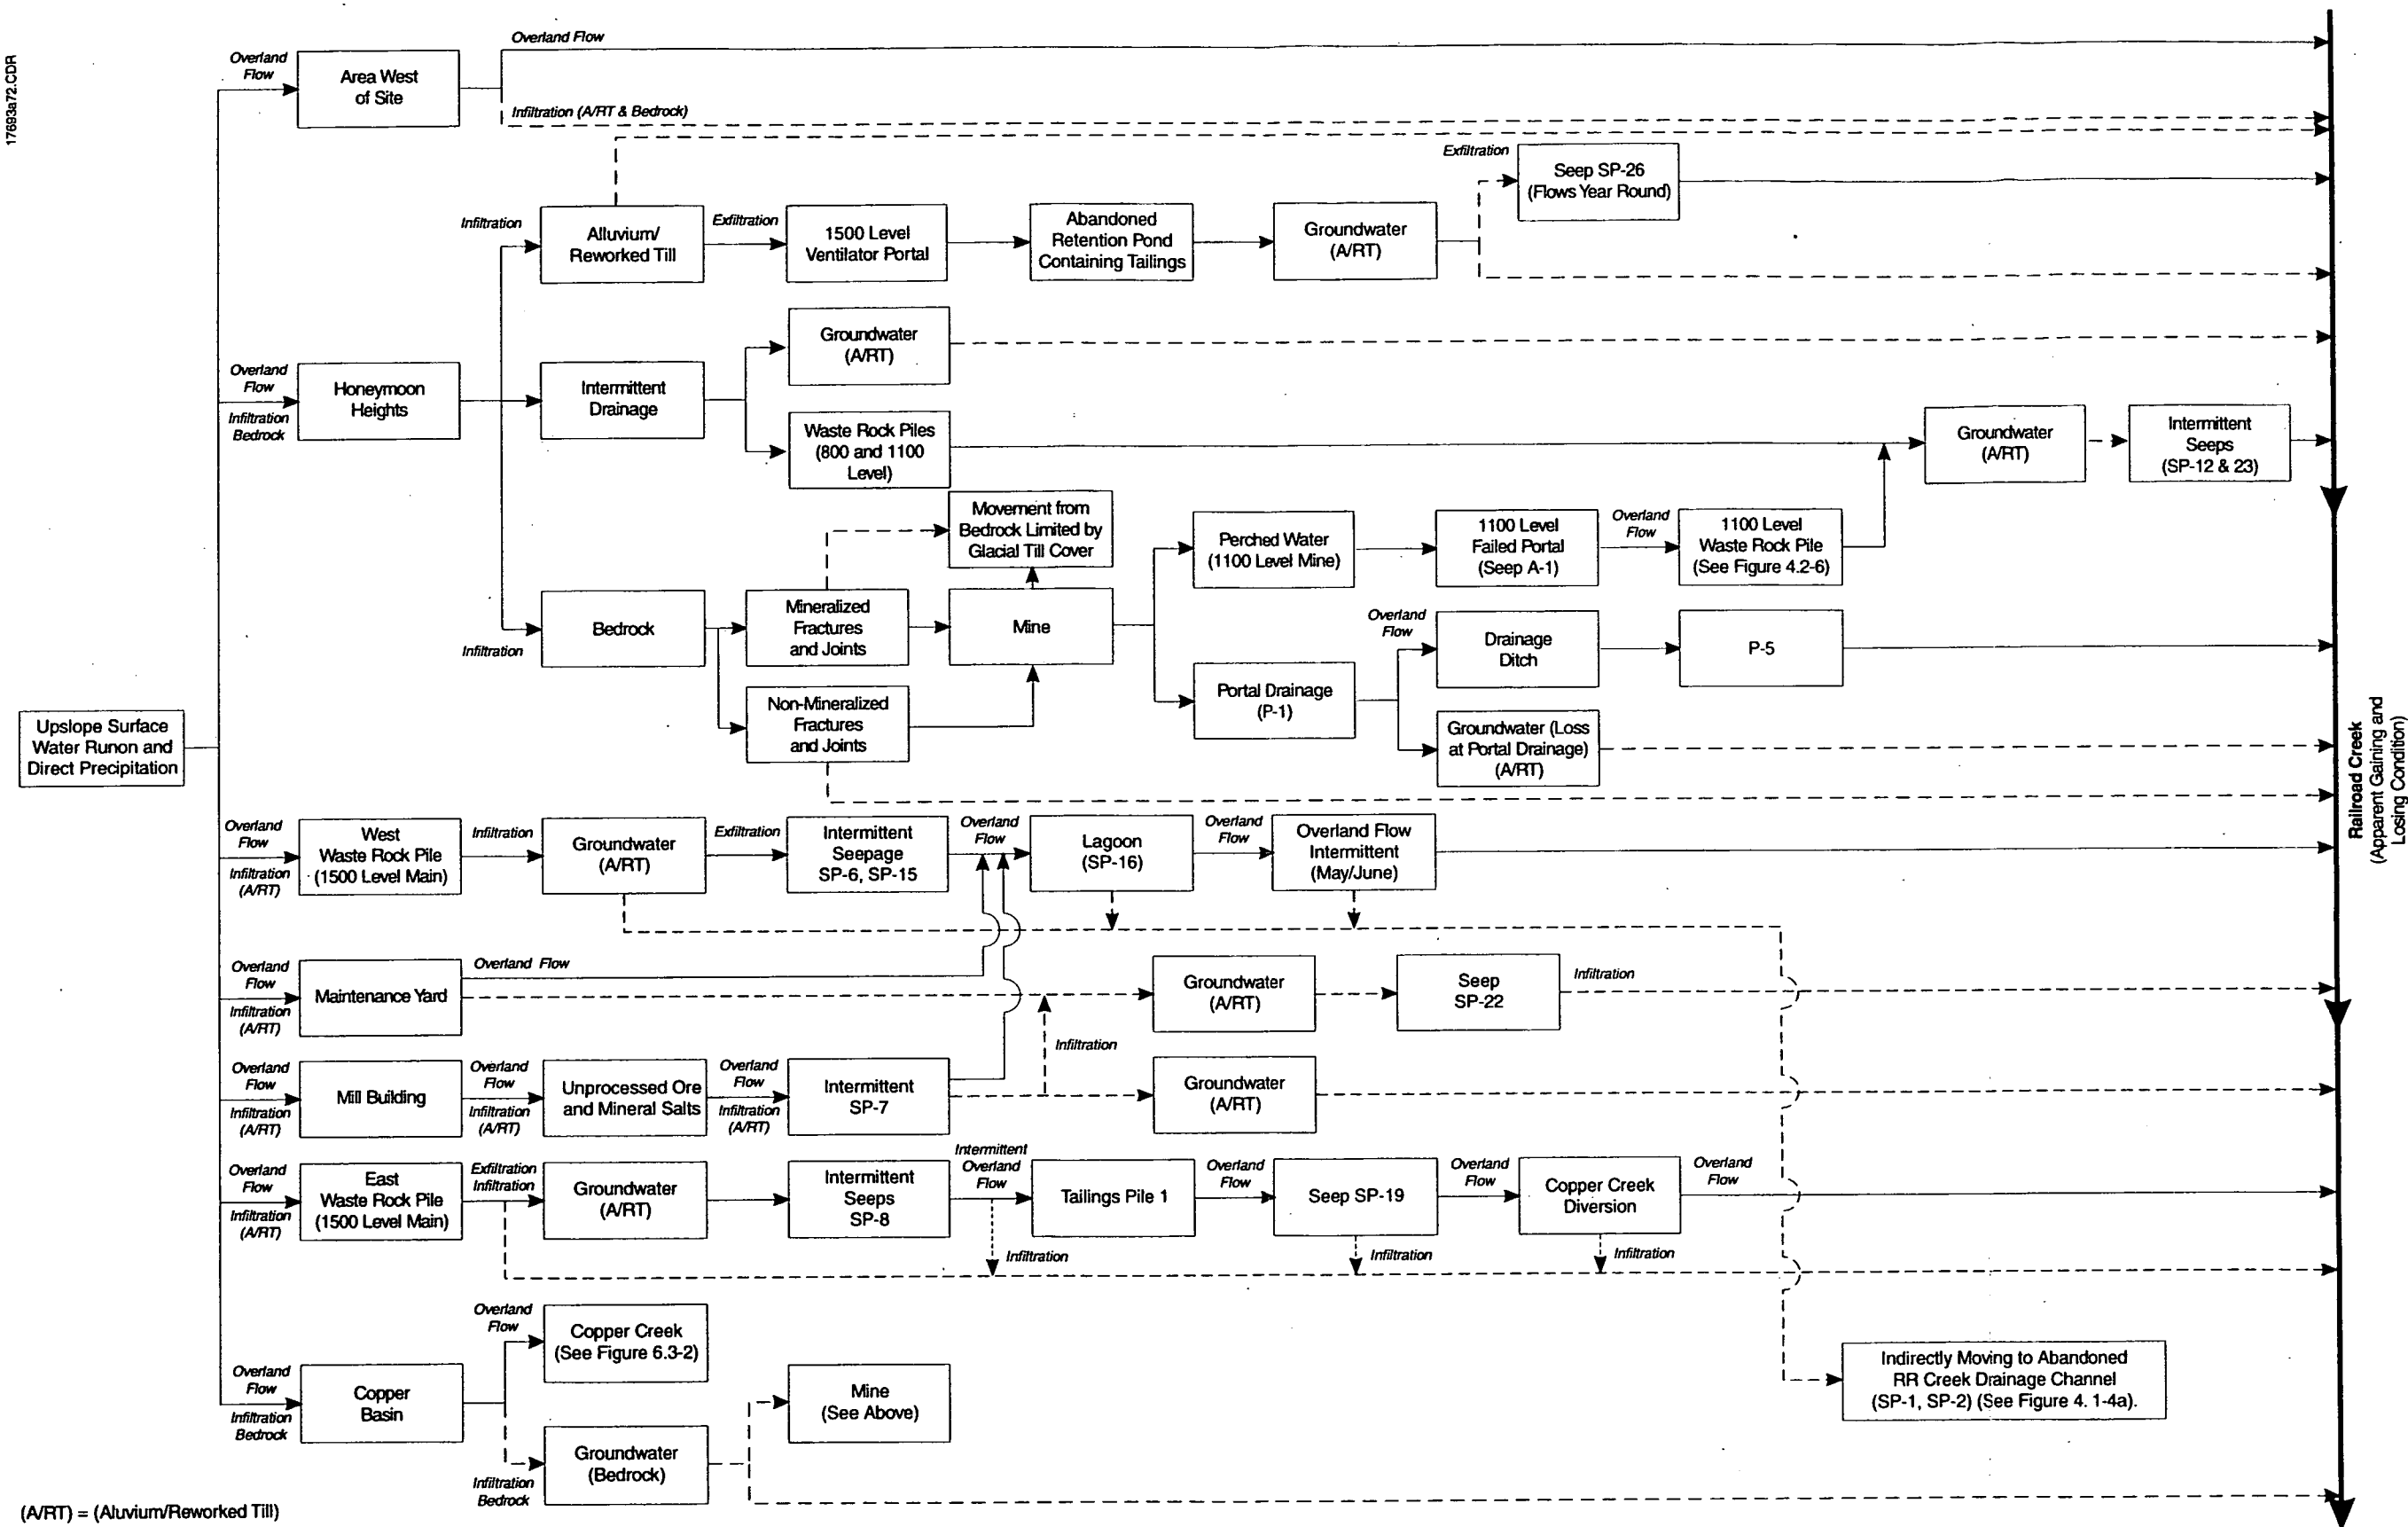 17693a72.CDR
Overland Flow
Overland
Flow
Area West
of Site
Infiltration (A/RT & Bedrock)
Exfiltration
Seep SP-26
(Flows Year Round)
Infiltration
Alluvium/
Reworked Till
Exfiltration
1500 Level
Ventilator Portal
Abandoned
Retention Pond
Containing Tailings
Groundwater
(A/RT)
Groundwater
(A/RT)
Overland
Flow
Infiltration
Bedrock
Honeymoon
Heights
Intermittent
Drainage
Waste Rock Piles
(800 and 1100
Level)
Groundwater
(A/RT)
Intermittent
Seeps
(SP-12 & 23)
Movement from
Bedrock Limited by
Glacial Till Cover
Perched Water
(1100 Level Mine)
1100 Level
Failed Portal
(Seep A-1)
Overland
Flow
1100 Level
Waste Rock Pile
(See Figure 4.2-6)
Infiltration
Bedrock
Mineralized
Fractures
and Joints
Mine
Overland
Flow
Drainage
Ditch
P-5
Non-Mineralized
Fractures
and Joints
Portal Drainage
(P-1)
Groundwater (Loss
at Portal Drainage)
(A/RT)
Upslope Surface
Water Runon and
Direct Precipitation
Railroad Creek
(Apparent Gaining and
Losing Condition)
Overland
Flow
Infiltration
(A/RT)
West
Waste Rock Pile
(1500 Level Main)
Infiltration
Groundwater
(A/RT)
Exfiltration
Intermittent
Seepage
SP-6, SP-15
Overland
Flow
Lagoon
(SP-16)
Overland
Flow
Overland Flow
Intermittent
(May/June)
Overland
Flow
Infiltration
(A/RT)
Maintenance Yard
Overland Flow
Groundwater
(A/RT)
Seep
SP-22
Infiltration
Infiltration
Overland
Flow
Infiltration
(A/RT)
Mill Building
Overland
Flow
Infiltration
(A/RT)
Unprocessed Ore
and Mineral Salts
Overland
Flow
Infiltration
(A/RT)
Intermittent
SP-7
Groundwater
(A/RT)
Overland
Flow
Infiltration
(A/RT)
East
Waste Rock Pile
(1500 Level Main)
Exfiltration
Infiltration
Groundwater
(A/RT)
Intermittent
Seeps
SP-8
Intermittent
Overland
Flow
Tailings Pile 1
Overland
Flow
Seep SP-19
Overland
Flow
Copper Creek
Diversion
Overland
Flow
Infiltration
Infiltration
Infiltration
Overland
Flow
Copper Creek
(See Figure 6.3-2)
Overland
Flow
Infiltration
Bedrock
Copper
Basin
Mine
(See Above)
Indirectly Moving to Abandoned
RR Creek Drainage Channel
(SP-1, SP-2) (See Figure 4. 1-4a).
Infiltration
Bedrock
Groundwater
(Bedrock)
(A/RT) = (Aluvium/Reworked Till)